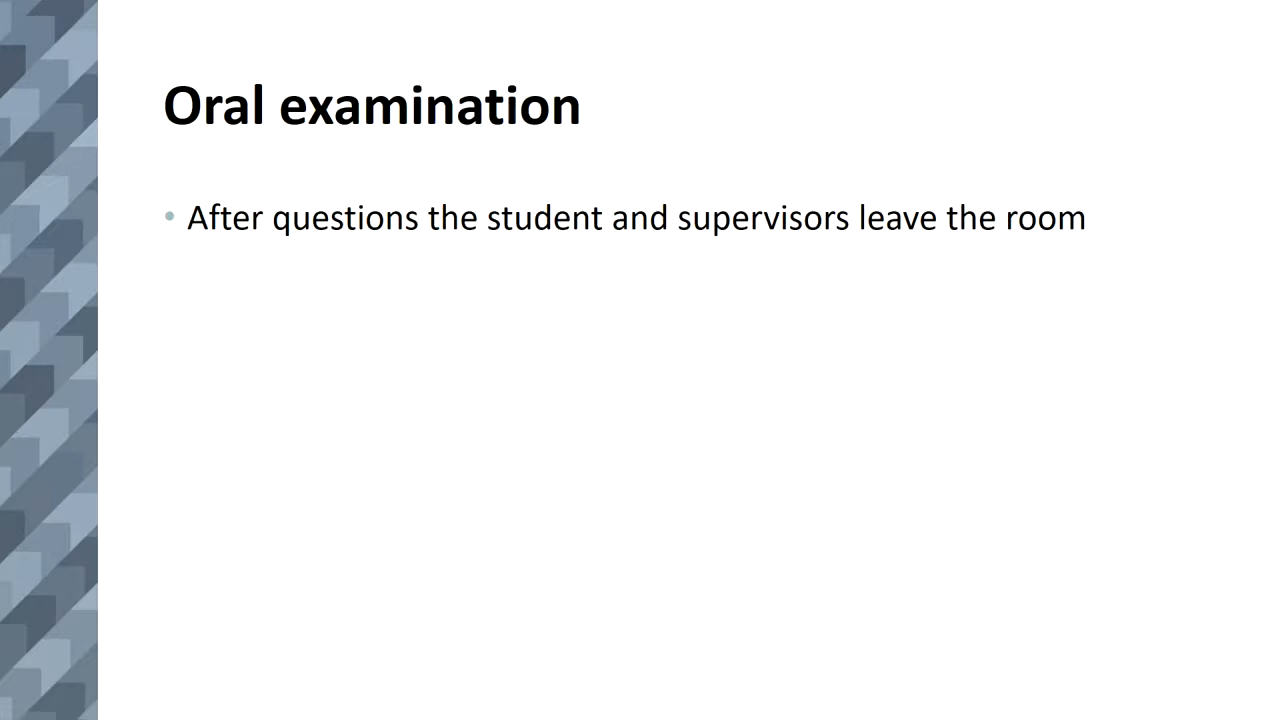 Oral examination
• After questions the student and supervisors leave the room